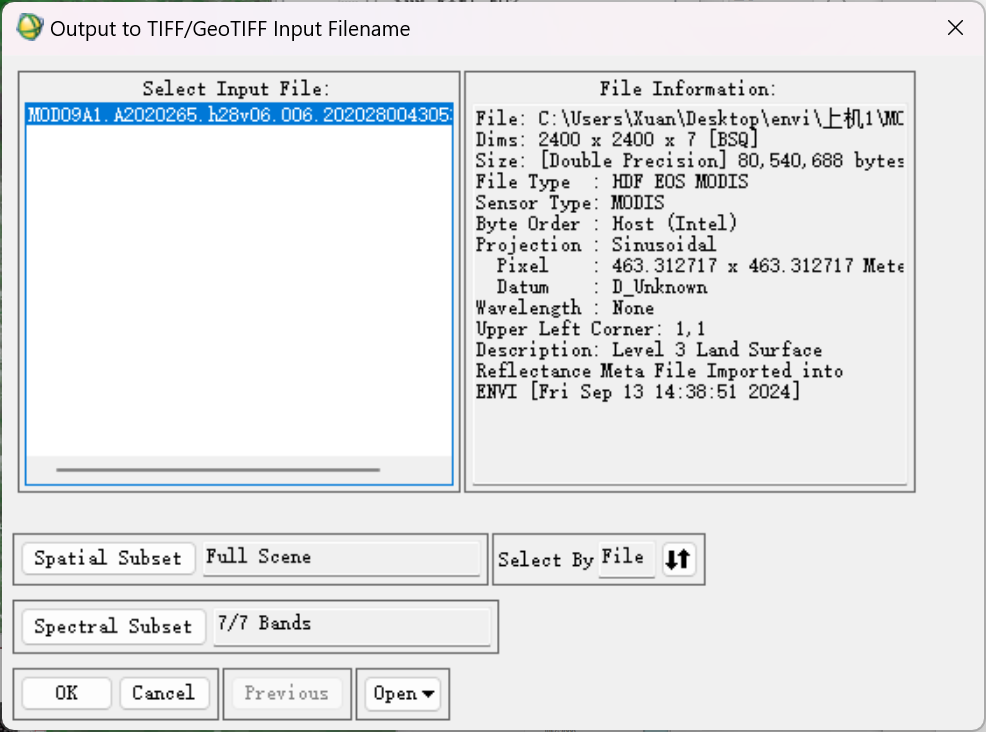 Output to TIFF/GeoTIFF Input Filename
Select Input File:
MOD09A1.A2020265.h28v06.006.2020280043053
File Information:
File: C:\Users\Xuan\Desktop\envi\上机1\MO
Dims: 2400 x 2400 x 7 [BSQ]
Size: [Double Precision] 80,540,688 bytes
File Type : HDF EOS MODIS
Sensor Type: MODIS
Byte Order : Host (Intel)
Projection : Sinusoidal
Pixel : 463.312717 x 463.312717 Mete
Datum : D_Unknown
Wavelength : None
Upper Left Corner: 1,1
Description: Level 3 Land Surface
Reflectance Meta File Imported into
ENVI [Fri Sep 13 14:38:51 2024]
Spatial Subset Full Scene
Select By File
Spectral Subset 7/7 Bands
OK Cancel Previous Open